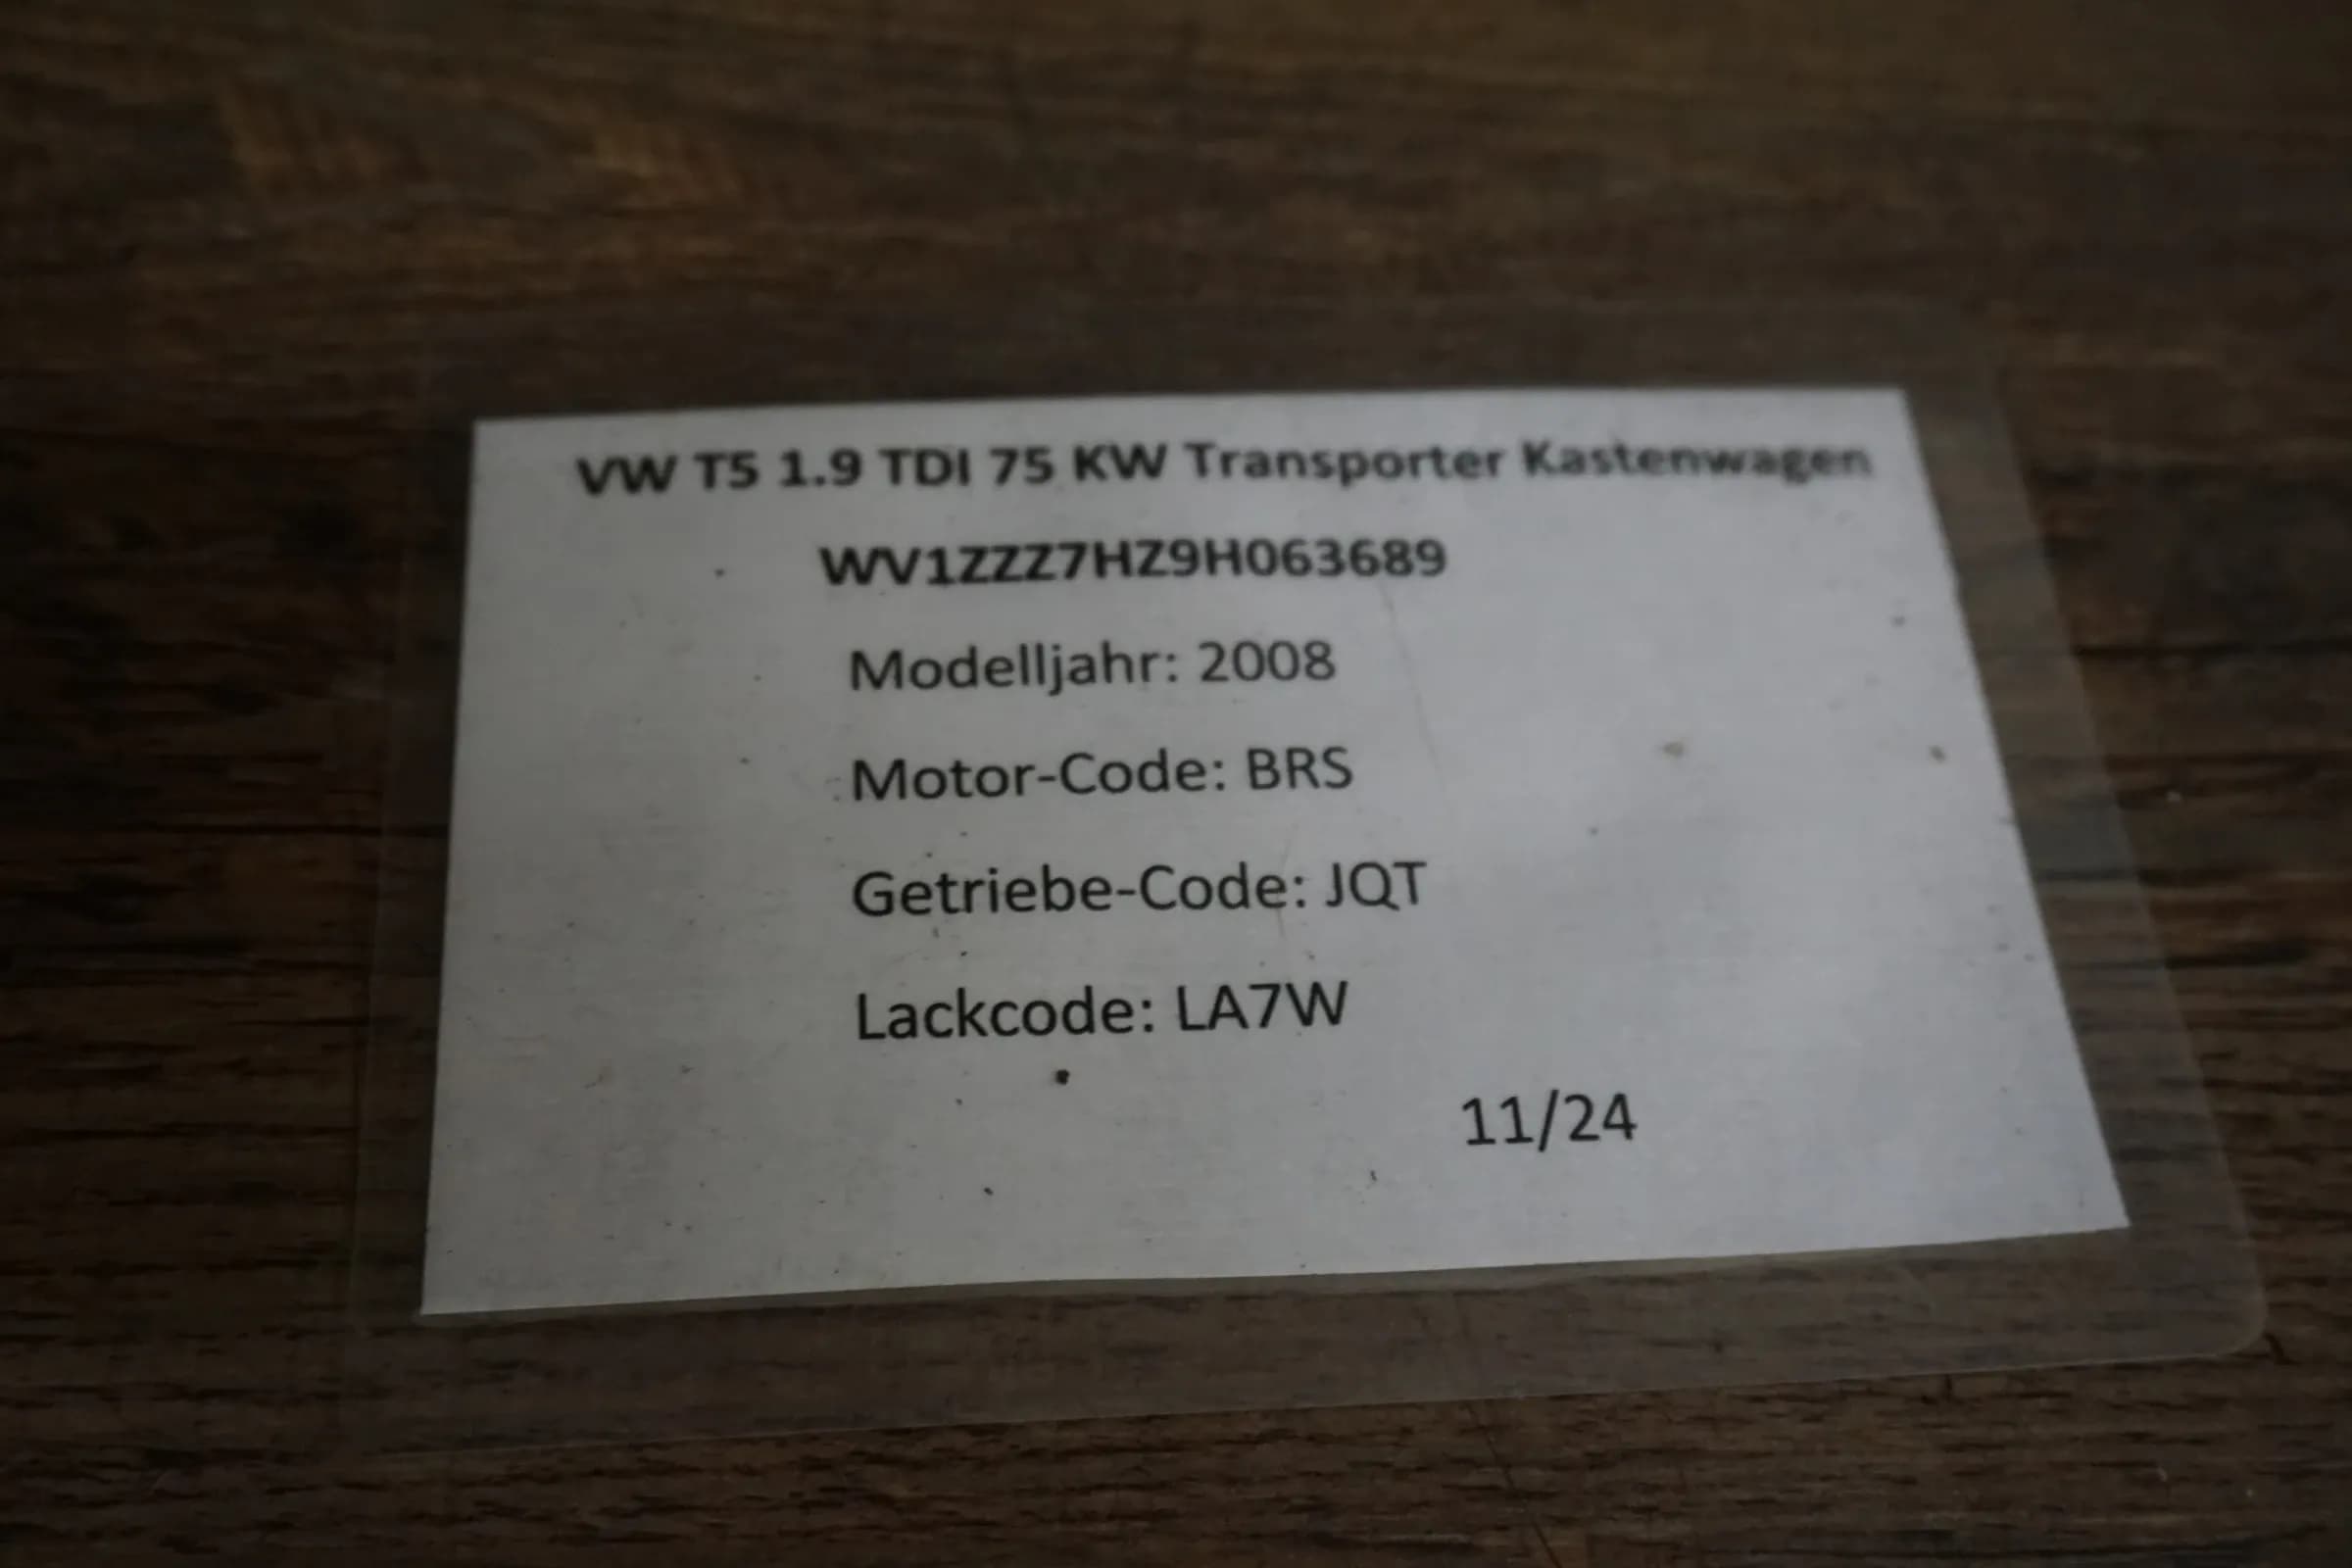 VW T5 1.9 TDI 75 KW Transporter Kastenwagen
WV1ZZZ7HZ9H063689
Modelljahr: 2008
Motor-Code: BRS
Getriebe-Code: JQT
Lackcode: LA7W
11/24